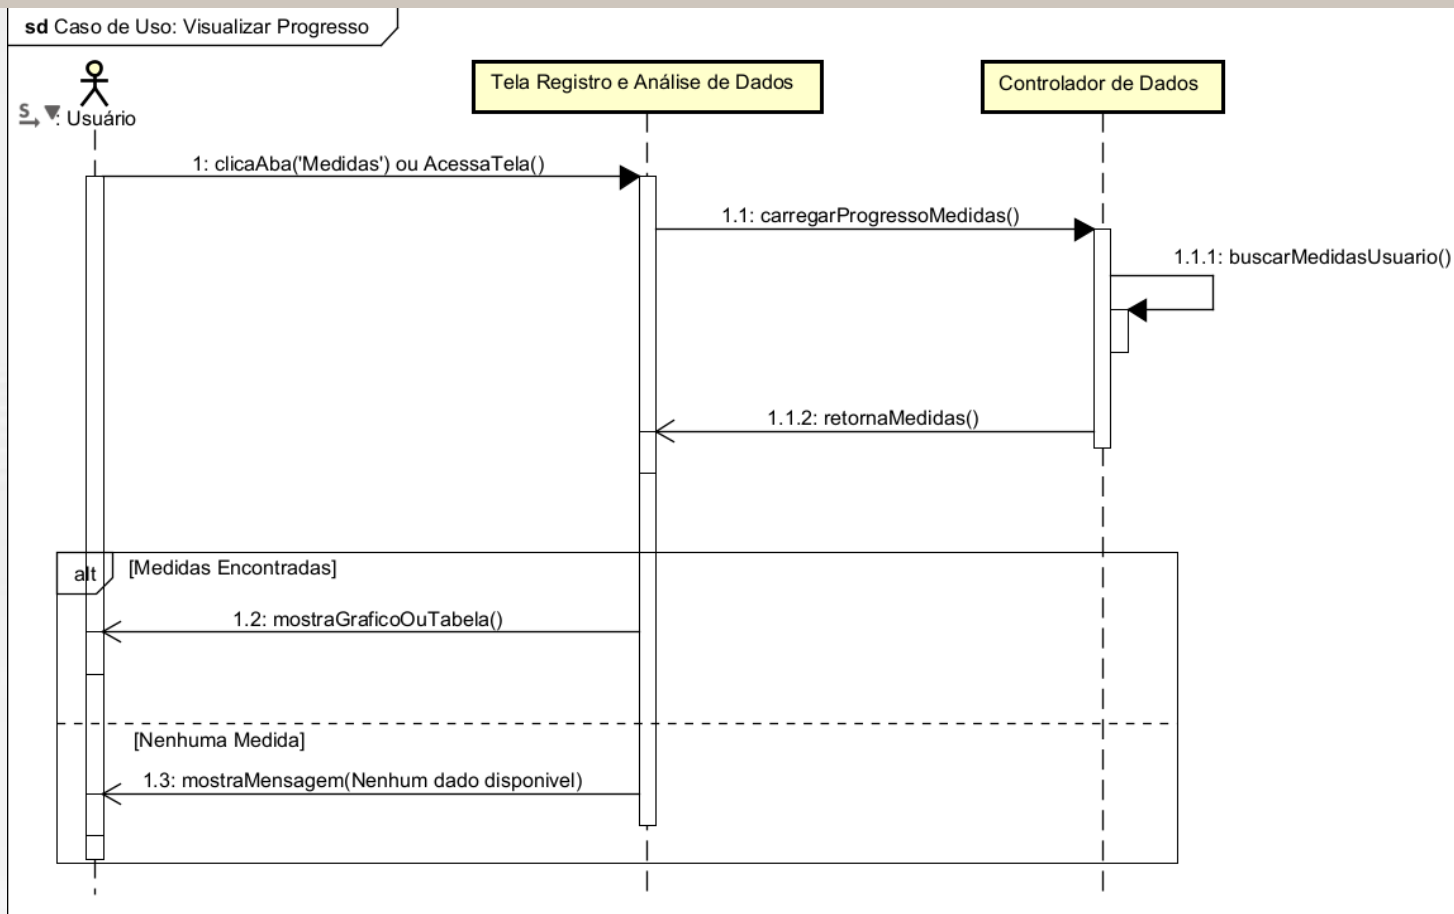 sd Caso de Uso: Visualizar Progresso
S
: Usuário
Tela Registro e Análise de Dados
Controlador de Dados
1: clicaAba('Medidas') ou AcessaTela()
1.1: carregarProgressoMedidas()
1.1.1: buscarMedidasUsuario()
1.1.2: retornaMedidas()
alt
[Medidas Encontradas]
1.2: mostraGraficoOuTabela()
[Nenhuma Medida]
1.3: mostraMensagem(Nenhum dado disponivel)